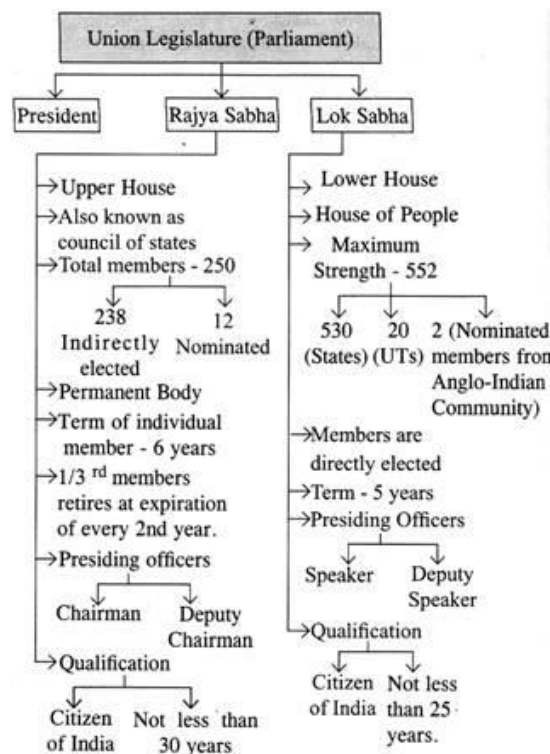 Union Legislature (Parliament)
President
Rajya Sabha
Lok Sabha
Upper House
Also known as
council of states
Total members - 250
238
Indirectly
elected
12
Nominated
Permanent Body
Term of individual
member - 6 years
1/3 rd members
retires at expiration
of every 2nd year.
Presiding officers
Chairman
Deputy
Chairman
Qualification
Citizen
of India
Not less than
30 years
Lower House
House of People
Maximum
Strength - 552
530
(States)
20
(UTs)
2 (Nominated
members from
Anglo-Indian
Community)
Members are
directly elected
Term - 5 years
Presiding Officers
Speaker
Deputy
Speaker
Qualification
Citizen
of India
Not less
than 25
years.